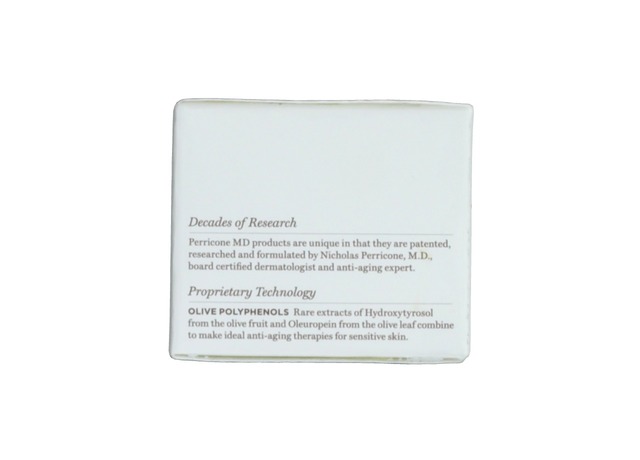 Decades of Research
Perricone MD products are unique in that they are patented,
researched and formulated by Nicholas Perricone, M.D.,
board certified dermatologist and anti-aging expert.
Proprietary Technology
OLIVE POLYPHENOLS Rare extracts of Hydroxytyrosol
from the olive fruit and Oleuropein from the olive leaf combine
to make ideal anti-aging therapies for sensitive skin.